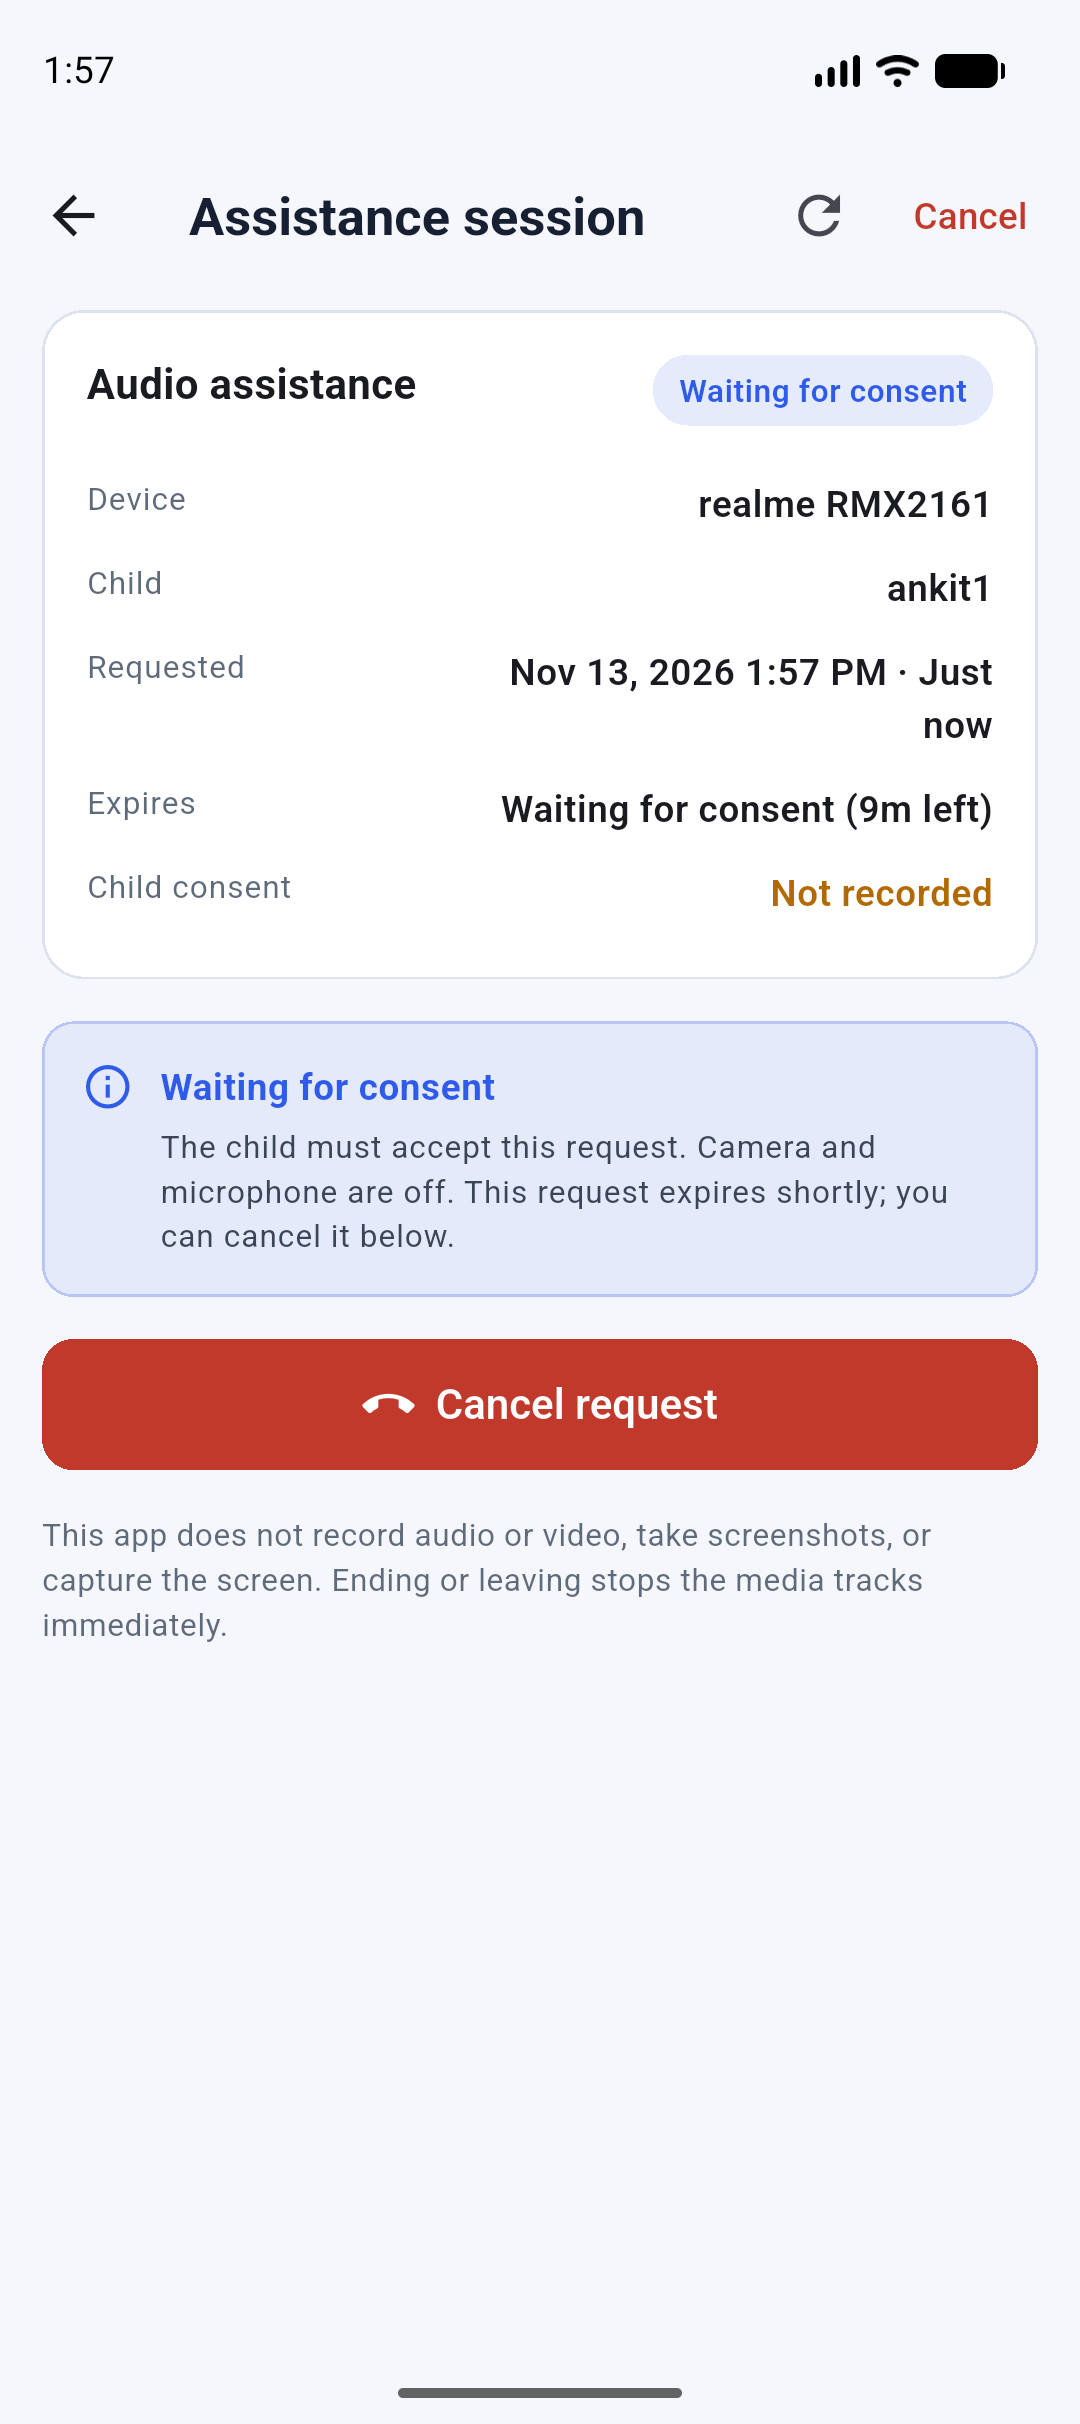 1:57
Assistance session
Cancel
Audio assistance
Waiting for consent
Device
realme RMX2161
Child
ankit1
Requested
Nov 13, 2026 1:57 PM · Just
now
Expires
Waiting for consent (9m left)
Child consent
Not recorded
Waiting for consent
The child must accept this request. Camera and
microphone are off. This request expires shortly; you
can cancel it below.
Cancel request
This app does not record audio or video, take screenshots, or
capture the screen. Ending or leaving stops the media tracks
immediately.